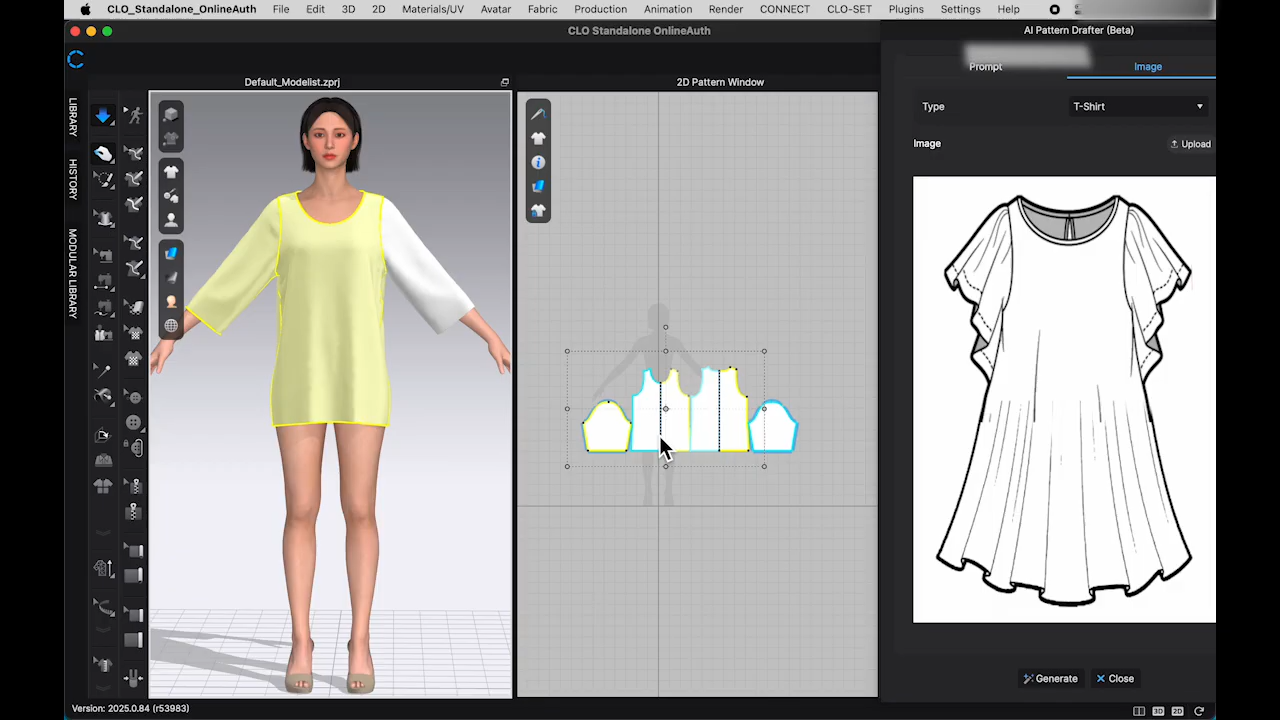 CLO_Standalone_OnlineAuth File Edit 3D 2D Materials/UV Avatar Fabric Production Animation Render CONNECT CLO-SET Plugins Settings Help
CLO Standalone OnlineAuth
AI Pattern Drafter (Beta)
Prompt
Image
Default_Modelist.zprj
2D Pattern Window
LIBRARY
HISTORY
MODULAR LIBRARY
Type
T-Shirt
Image
Upload
Generate
Close
Version: 2025.0.84 (r53983)
3D
2D